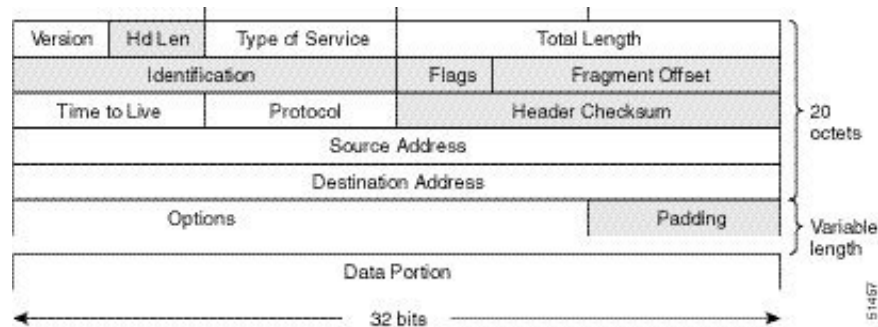 Version Hd Len Type of Service Total Length
Identification Flags Fragment Offset
Time to Live Protocol Header Checksum
20
octets
Source Address
Destination Address
Options Padding
Variable
length
Data Portion
32 bits
51457